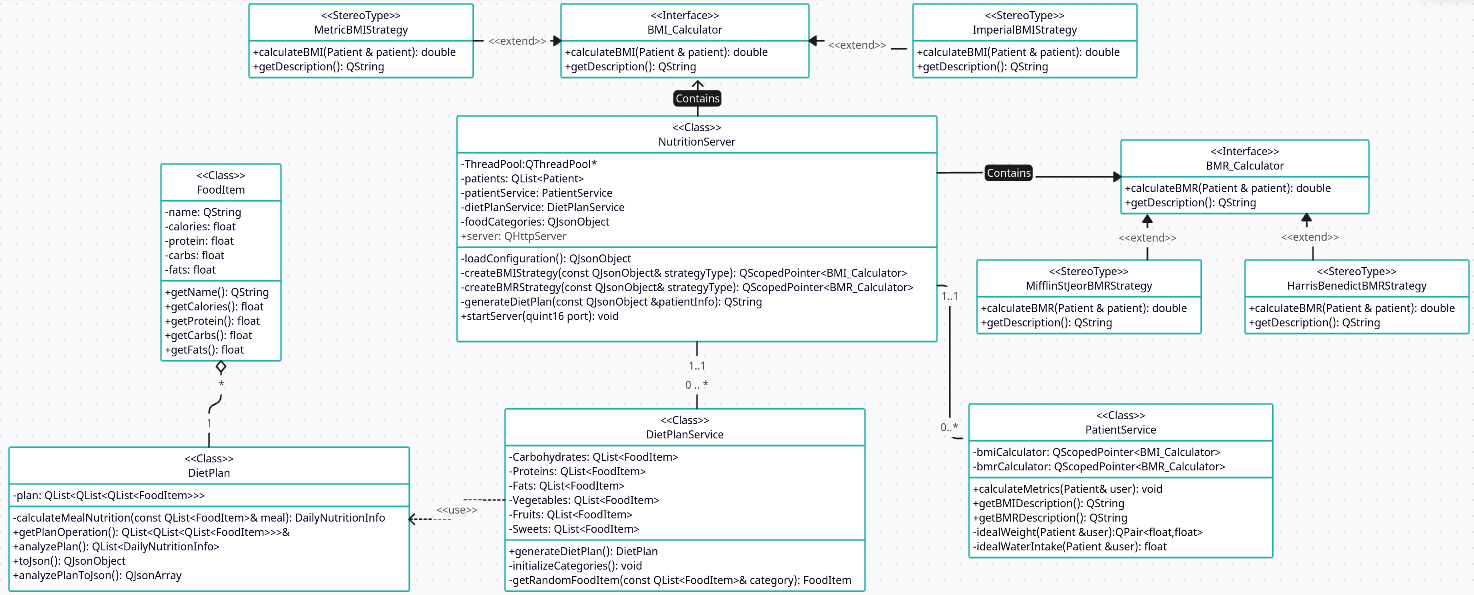 <<StereoType>>
MetricBMIStrategy
+calculateBMI(Patient & patient): double
+getDescription(): QString
<<extend>>
<<Interface>>
BMI_Calculator
+calculateBMI(Patient & patient): double
+getDescription(): QString
<<extend>>
<<StereoType>>
ImperialBMIStrategy
+calculateBMI(Patient & patient): double
+getDescription(): QString
Contains
<<Class>>
NutritionServer
-ThreadPool:QThreadPool*
-patients: QList<Patient>
-patientService: PatientService
-dietPlanService: DietPlanService
-foodCategories: QJsonObject
+server: QHttpServer
-loadConfiguration(): QJsonObject
-createBMIStrategy(const QJsonObject& strategyType): QScopedPointer<BMI_Calculator>
-createBMRStrategy(const QJsonObject& strategyType): QScopedPointer<BMR_Calculator>
-generateDietPlan(const QJsonObject &patientInfo): QString
+startServer(quint16 port): void
Contains
<<Interface>>
BMR_Calculator
+calculateBMR(Patient & patient): double
+getDescription(): QString
<<extend>>
<<extend>>
<<StereoType>>
MifflinStJeorBMRStrategy
+calculateBMR(Patient & patient): double
+getDescription(): QString
<<StereoType>>
HarrisBenedictBMRStrategy
+calculateBMR(Patient & patient): double
+getDescription(): QString
<<Class>>
FoodItem
-name: QString
-calories: float
-protein: float
-carbs: float
-fats: float
+getName(): QString
+getCalories(): float
+getProtein(): float
+getCarbs(): float
+getFats(): float
*
1
1..1
0 .. *
1..1
0..*
<<Class>>
DietPlan
-plan: QList<QList<QList<FoodItem>>>
-calculateMealNutrition(const QList<FoodItem>& meal): DailyNutritionInfo
+getPlanOperation(): QList<QList<QList<FoodItem>>>&
+analyzePlan(): QList<DailyNutritionInfo>
+toJson(): QJsonObject
+analyzePlanToJson(): QJsonArray
<<use>>
<<Class>>
DietPlanService
-Carbohydrates: QList<FoodItem>
-Proteins: QList<FoodItem>
-Fats: QList<FoodItem>
-Vegetables: QList<FoodItem>
-Fruits: QList<FoodItem>
-Sweets: QList<FoodItem>
+generateDietPlan(): DietPlan
-initializeCategories(): void
-getRandomFoodItem(const QList<FoodItem>& category): FoodItem
<<Class>>
PatientService
-bmiCalculator: QScopedPointer<BMI_Calculator>
-bmrCalculator: QScopedPointer<BMR_Calculator>
+calculateMetrics(Patient& user): void
+getBMIDescription(): QString
+getBMRDescription(): QString
-idealWeight(Patient &user):QPair<float,float>
-idealWaterIntake(Patient &user): float